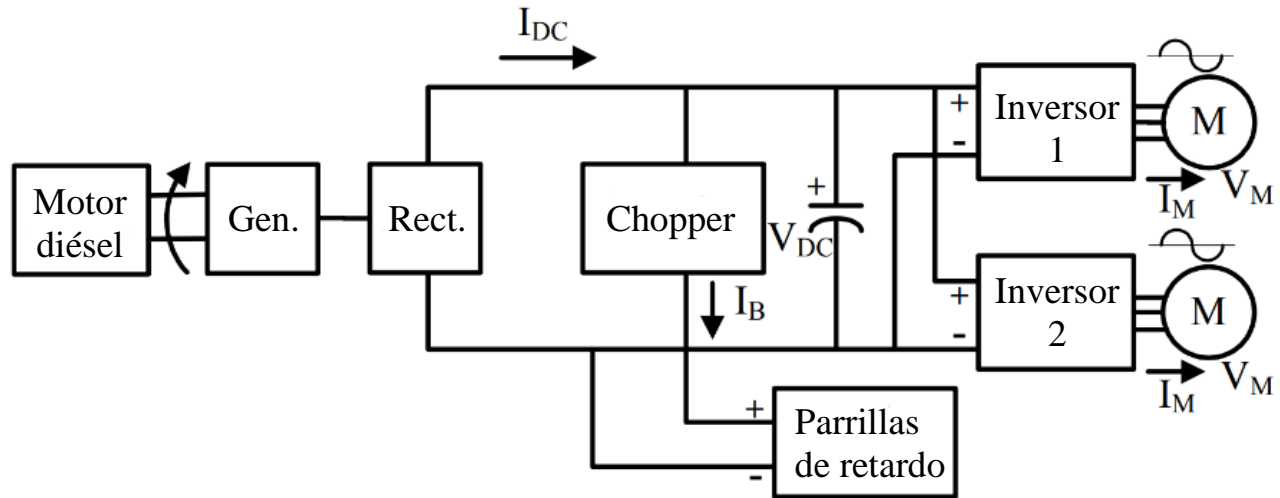 I_DC
Motor
diésel
Gen.
Rect.
Chopper
I_B
+
V_DC
+
-
Inversor
1
M
I_M
V_M
+
-
Inversor
2
M
I_M
V_M
+
-
Parrillas
de retardo